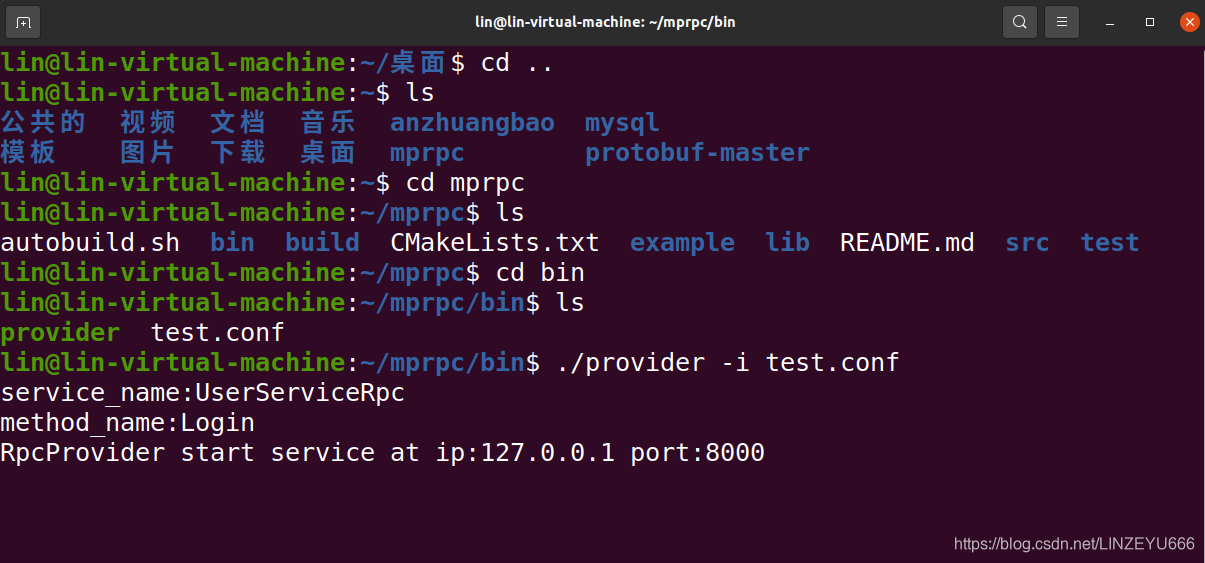 lin@lin-virtual-machine: ~/mprpc/bin
lin@lin-virtual-machine:~/桌面$ cd ..
lin@lin-virtual-machine:~$ ls
公共的 视频 文档 音乐 anzhuangbao mysql
模板 图片 下载 桌面 mprpc protobuf-master
lin@lin-virtual-machine:~$ cd mprpc
lin@lin-virtual-machine:~/mprpc$ ls
autobuild.sh bin build CMakeLists.txt example lib README.md src test
lin@lin-virtual-machine:~/mprpc$ cd bin
lin@lin-virtual-machine:~/mprpc/bin$ ls
provider test.conf
lin@lin-virtual-machine:~/mprpc/bin$ ./provider -i test.conf
service_name:UserServiceRpc
method_name:Login
RpcProvider start service at ip:127.0.0.1 port:8000
https://blog.csdn.net/LINZEYU666